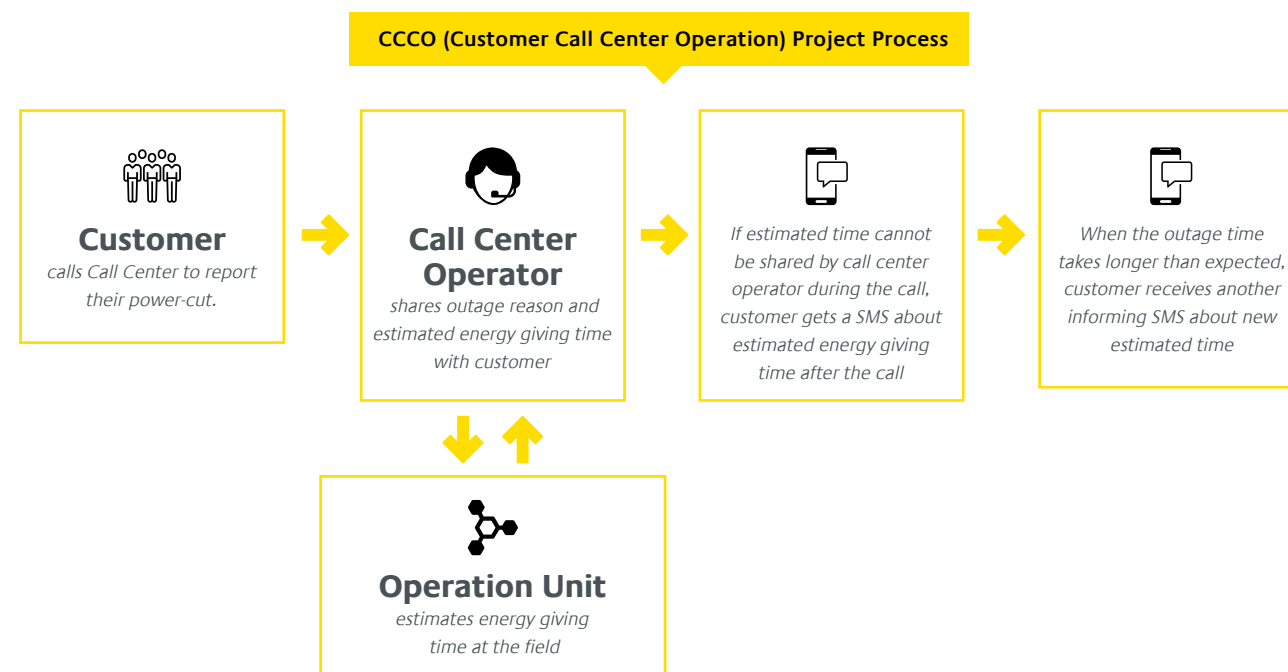 CCCO (Customer Call Center Operation) Project Process
Customer
calls Call Center to report
their power-cut.
Call Center
Operator
shares outage reason and
estimated energy giving time
with customer
If estimated time cannot
be shared by call center
operator during the call,
customer gets a SMS about
estimated energy giving
time after the call
When the outage time
takes longer than expected,
customer receives another
informing SMS about new
estimated time
Operation Unit
estimates energy giving
time at the field